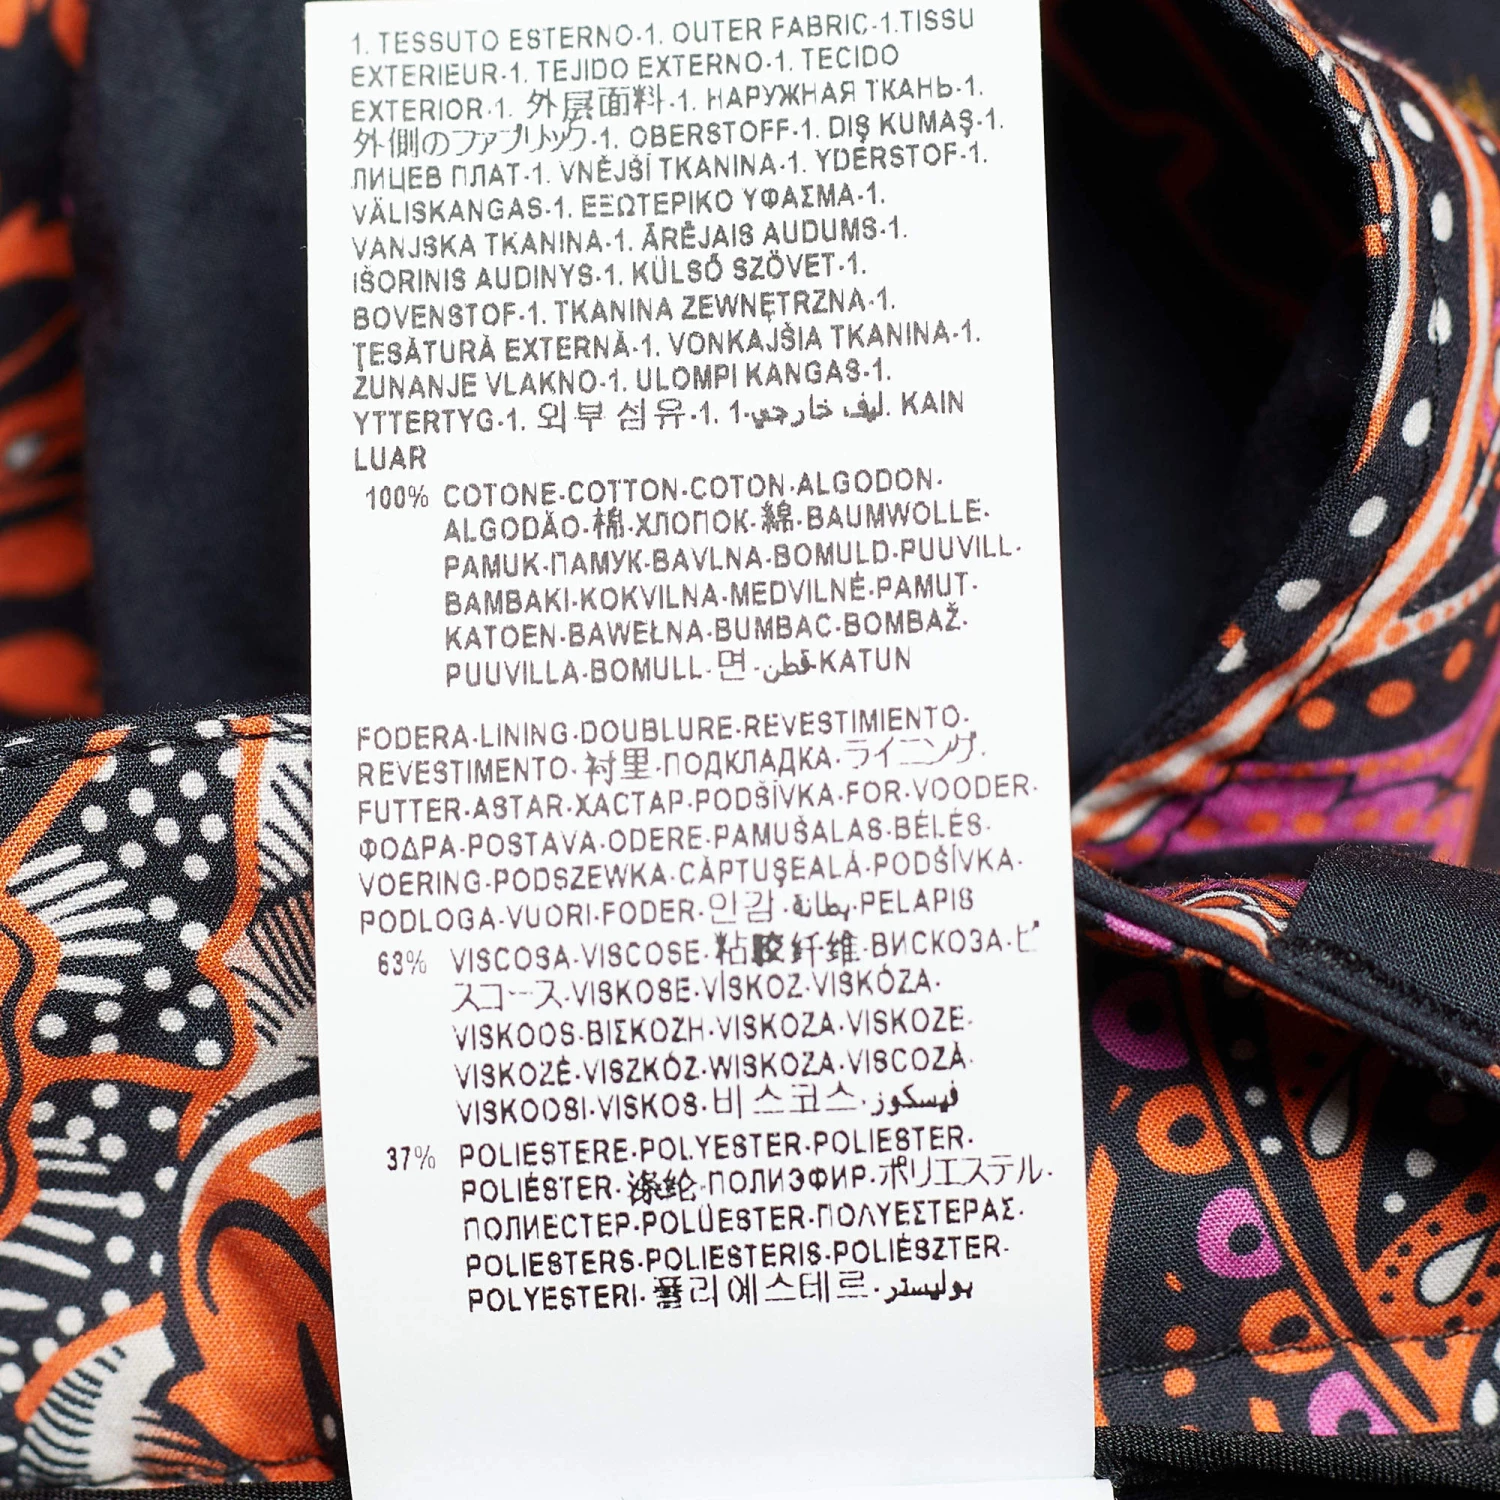 1. TESSUTO ESTERNO·1. OUTER FABRIC·1.TISSU
EXTERIEUR·1. TEJIDO EXTERNO·1. TECIDO
EXTERIOR·1. 外层面料·1. НАРУЖНАЯ ТКАНЬ·1.
外側のファブリック·1. OBERSTOFF·1. DIŞ KUMAŞ·1.
ЛИЦЕВ ПЛАТ·1. VNĚJŠÍ TKANINA·1. YDERSTOF·1.
VÄLISKANGAS·1. ΕΞΩΤΕΡΙΚΟ ΥΦΑΣΜΑ·1.
VANJSKA TKANINA·1. ĀRĒJAIS AUDUMS·1.
IŠORINIS AUDINYS·1. KÜLSŐ SZÖVET·1.
BOVENSTOF·1. TKANINA ZEWNĘTRZNA·1.
ŢESĂTURĂ EXTERNĂ·1. VONKAJŠIA TKANINA·1.
ZUNANJE VLAKNO·1. ULOMPI KANGAS·1.
YTTERTYG·1. 외부 섬유·1. 1·ليف خارجي. KAIN
LUAR
100% COTONE·COTTON·COTON·ALGODON·
ALGODÃO·棉·ХЛОПОК·綿·BAUMWOLLE·
PAMUK·ПАМУК·BAVLNA·BOMULD·PUUVILL·
BAMBAKI·KOKVILNA·MEDVILNĖ·PAMUT·
KATOEN·BAWEŁNA·BUMBAC·BOMBAŽ·
PUUVILLA·BOMULL·면·قطن·KATUN
FODERA·LINING·DOUBLURE·REVESTIMIENTO·
REVESTIMENTO·衬里·ПОДКЛАДКА·ライニング·
FUTTER·ASTAR·ХАСТАР·PODŠÍVKA·FOR·VOODER·
ΦΟΔΡΑ·POSTAVA·ODERE·PAMUŠALAS·BÉLÉS·
VOERING·PODSZEWKA·CĂPTUŞEALĂ·PODŠÍVKA·
PODLOGA·VUORI·FODER·안감·بطانة·PELAPIS
63% VISCOSA·VISCOSE·粘胶纤维·ВИСКОЗА·ビ
スコース·VISKOSE·VİSKOZ·VISKÓZA·
VISKOOS·ΒΙΣΚΟΖΗ·VISKOZA·VISKOZE·
VISKOZĖ·VISZKÓZ·WISKOZA·VISCOZĂ·
VISKOOSI·VISKOS·비스코스·فيسكوز
37% POLIESTERE·POLYESTER·POLIESTER·
POLIÉSTER·涤纶·ПОЛИЭФИР·ポリエステル·
ПОЛИЕСТЕР·POLÜESTER·ΠΟΛΥΕΣΤΕΡΑΣ·
POLIESTERS·POLIESTERIS·POLIÉSZTER·
POLYESTERI·폴리에스테르·بوليستر